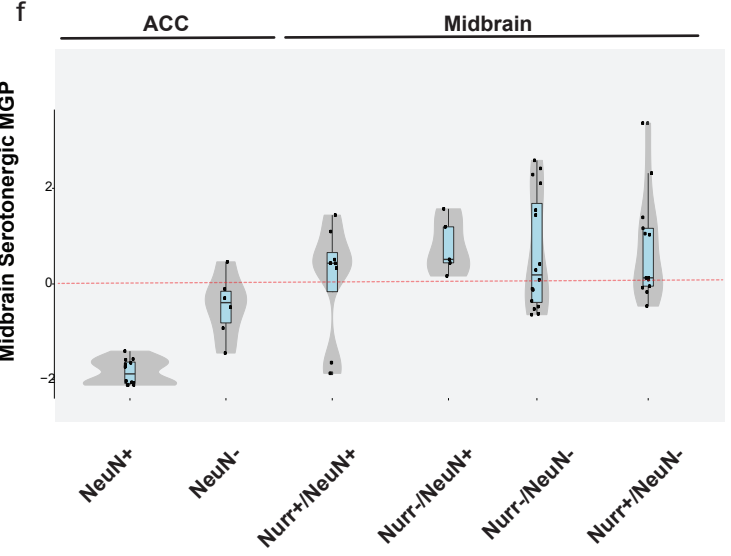 f
ACC
Midbrain
Midbrain Serotonergic MGP
2
0
−2
NeuN+
NeuN-
Nurr+/NeuN+
Nurr-/NeuN+
Nurr-/NeuN-
Nurr+/NeuN-